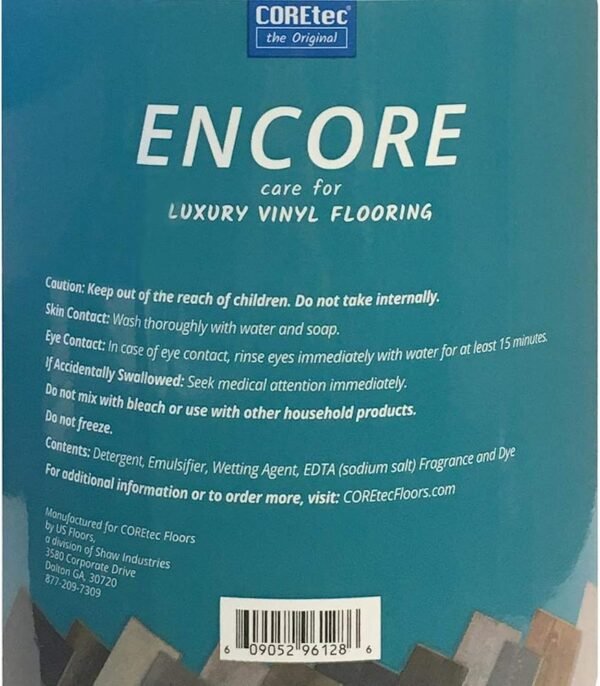 COREtec®
the Original
ENCORE
care for
LUXURY VINYL FLOORING
Caution: Keep out of the reach of children. Do not take internally.
Skin Contact: Wash thoroughly with water and soap.
Eye Contact: In case of eye contact, rinse eyes immediately with water for at least 15 minutes.
If Accidentally Swallowed: Seek medical attention immediately.
Do not mix with bleach or use with other household products.
Do not freeze.
Contents: Detergent, Emulsifier, Wetting Agent, EDTA (sodium salt) Fragrance and Dye
For additional information or to order more, visit: COREtecFloors.com
Manufactured for COREtec Floors
by US Floors,
a division of Shaw Industries
3580 Corporate Drive
Dalton GA, 30720
877-209-7309
6 09052 96128 6